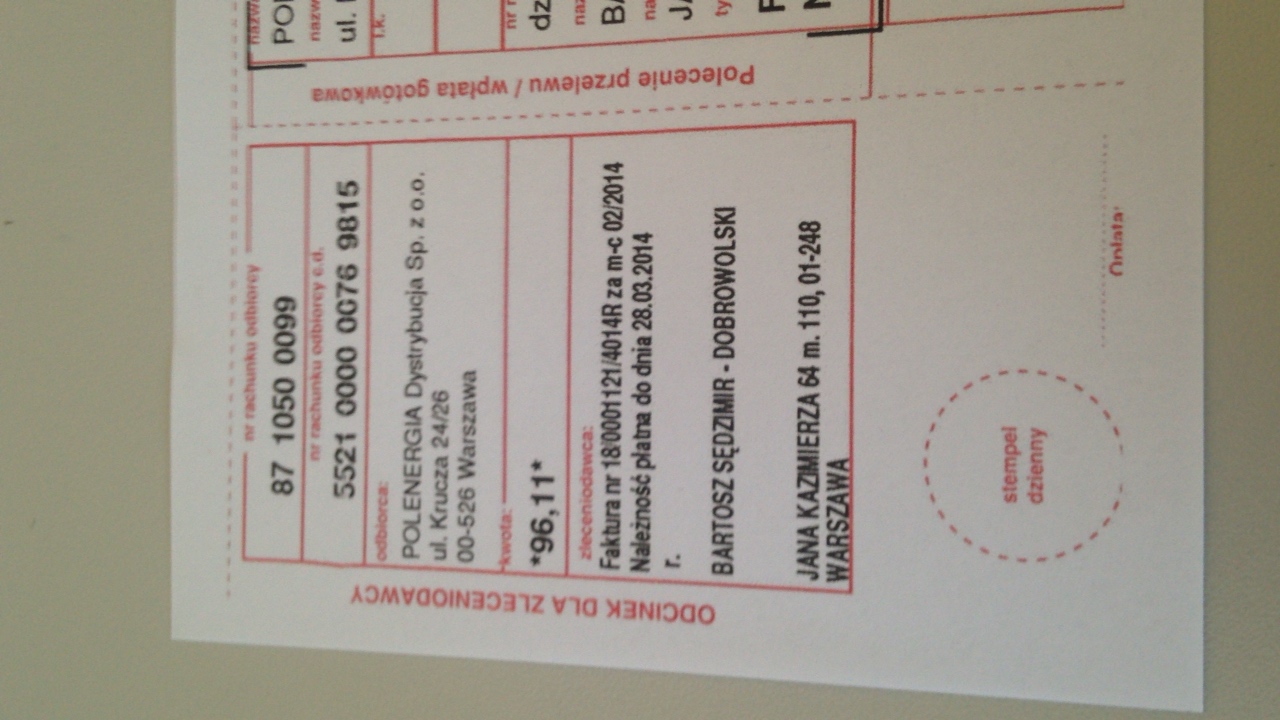 nr rachunku odbiorcy
87 1050 0099
nr rachunku odbiorcy c.d.
5521 0000 0076 9815
odbiorca:
POLENERGIA Dystrybucja Sp. z o.o.
ul. Krucza 24/26
00-526 Warszawa
kwota:
*96,11*
zleceniodawca:
Faktura nr 18/0001121/4014R za m-c 02/2014
Należność płatna do dnia 28.03.2014
r.
BARTOSZ SĘDZIMIR - DOBROWOLSKI
JANA KAZIMIERZA 64 m. 110, 01-248
WARSZAWA
ODCINEK DLA ZLECENIODAWCY
stempel
dzienny
Opłata:
Polecenie przelewu / wpłata gotówkowa
nazw
POL
nazw
ul.
l.k.
nr r
dz
naz
BA
na
JA
ty